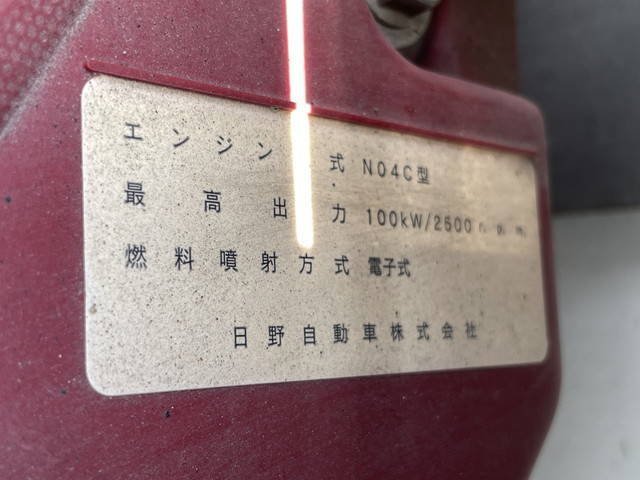 エンジン 式 N04C型
最高出力 100kW/2500r.p.m
燃料噴射方式 電子式
日野自動車株式会社